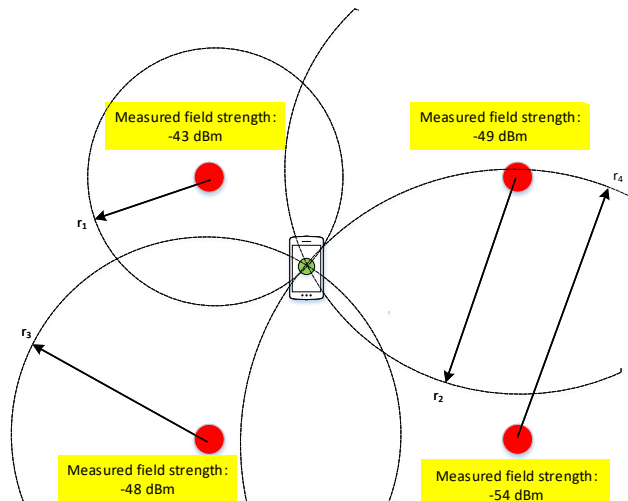 Measured field strength:
-43 dBm
Measured field strength:
-49 dBm
r4
r1
r3
r2
Measured field strength:
-48 dBm
Measured field strength:
-54 dBm